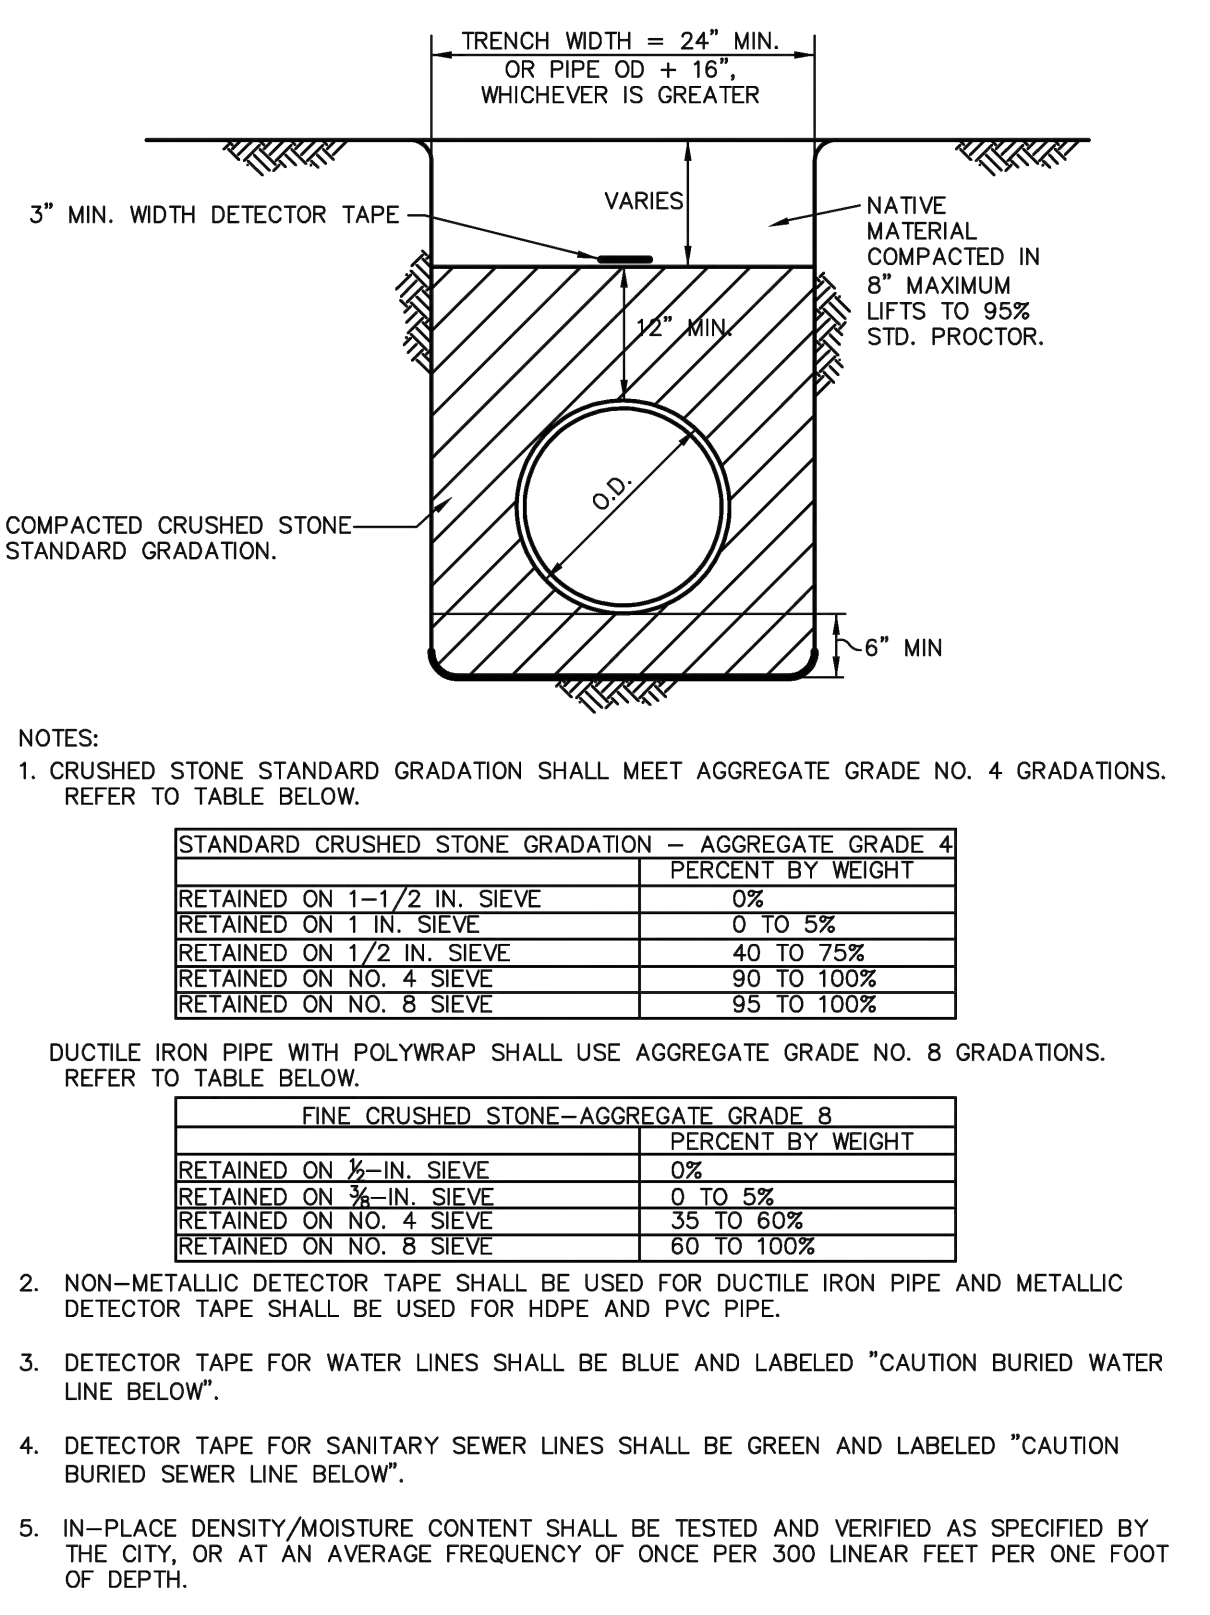 TRENCH WIDTH = 24" MIN.
OR PIPE OD + 16",
WHICHEVER IS GREATER
3" MIN. WIDTH DETECTOR TAPE
VARIES
NATIVE
MATERIAL
COMPACTED IN
8" MAXIMUM
LIFTS TO 95%
STD. PROCTOR.
12" MIN.
O.D.
COMPACTED CRUSHED STONE
STANDARD GRADATION.
6" MIN
NOTES:
1. CRUSHED STONE STANDARD GRADATION SHALL MEET AGGREGATE GRADE NO. 4 GRADATIONS.
REFER TO TABLE BELOW.
STANDARD CRUSHED STONE GRADATION – AGGREGATE GRADE 4
PERCENT BY WEIGHT
RETAINED ON 1–1/2 IN. SIEVE 0%
RETAINED ON 1 IN. SIEVE 0 TO 5%
RETAINED ON 1/2 IN. SIEVE 40 TO 75%
RETAINED ON NO. 4 SIEVE 90 TO 100%
RETAINED ON NO. 8 SIEVE 95 TO 100%
DUCTILE IRON PIPE WITH POLYWRAP SHALL USE AGGREGATE GRADE NO. 8 GRADATIONS.
REFER TO TABLE BELOW.
FINE CRUSHED STONE–AGGREGATE GRADE 8
PERCENT BY WEIGHT
RETAINED ON ½–IN. SIEVE 0%
RETAINED ON ⅜–IN. SIEVE 0 TO 5%
RETAINED ON NO. 4 SIEVE 35 TO 60%
RETAINED ON NO. 8 SIEVE 60 TO 100%
2. NON–METALLIC DETECTOR TAPE SHALL BE USED FOR DUCTILE IRON PIPE AND METALLIC
DETECTOR TAPE SHALL BE USED FOR HDPE AND PVC PIPE.
3. DETECTOR TAPE FOR WATER LINES SHALL BE BLUE AND LABELED "CAUTION BURIED WATER
LINE BELOW".
4. DETECTOR TAPE FOR SANITARY SEWER LINES SHALL BE GREEN AND LABELED "CAUTION
BURIED SEWER LINE BELOW".
5. IN–PLACE DENSITY/MOISTURE CONTENT SHALL BE TESTED AND VERIFIED AS SPECIFIED BY
THE CITY, OR AT AN AVERAGE FREQUENCY OF ONCE PER 300 LINEAR FEET PER ONE FOOT
OF DEPTH.